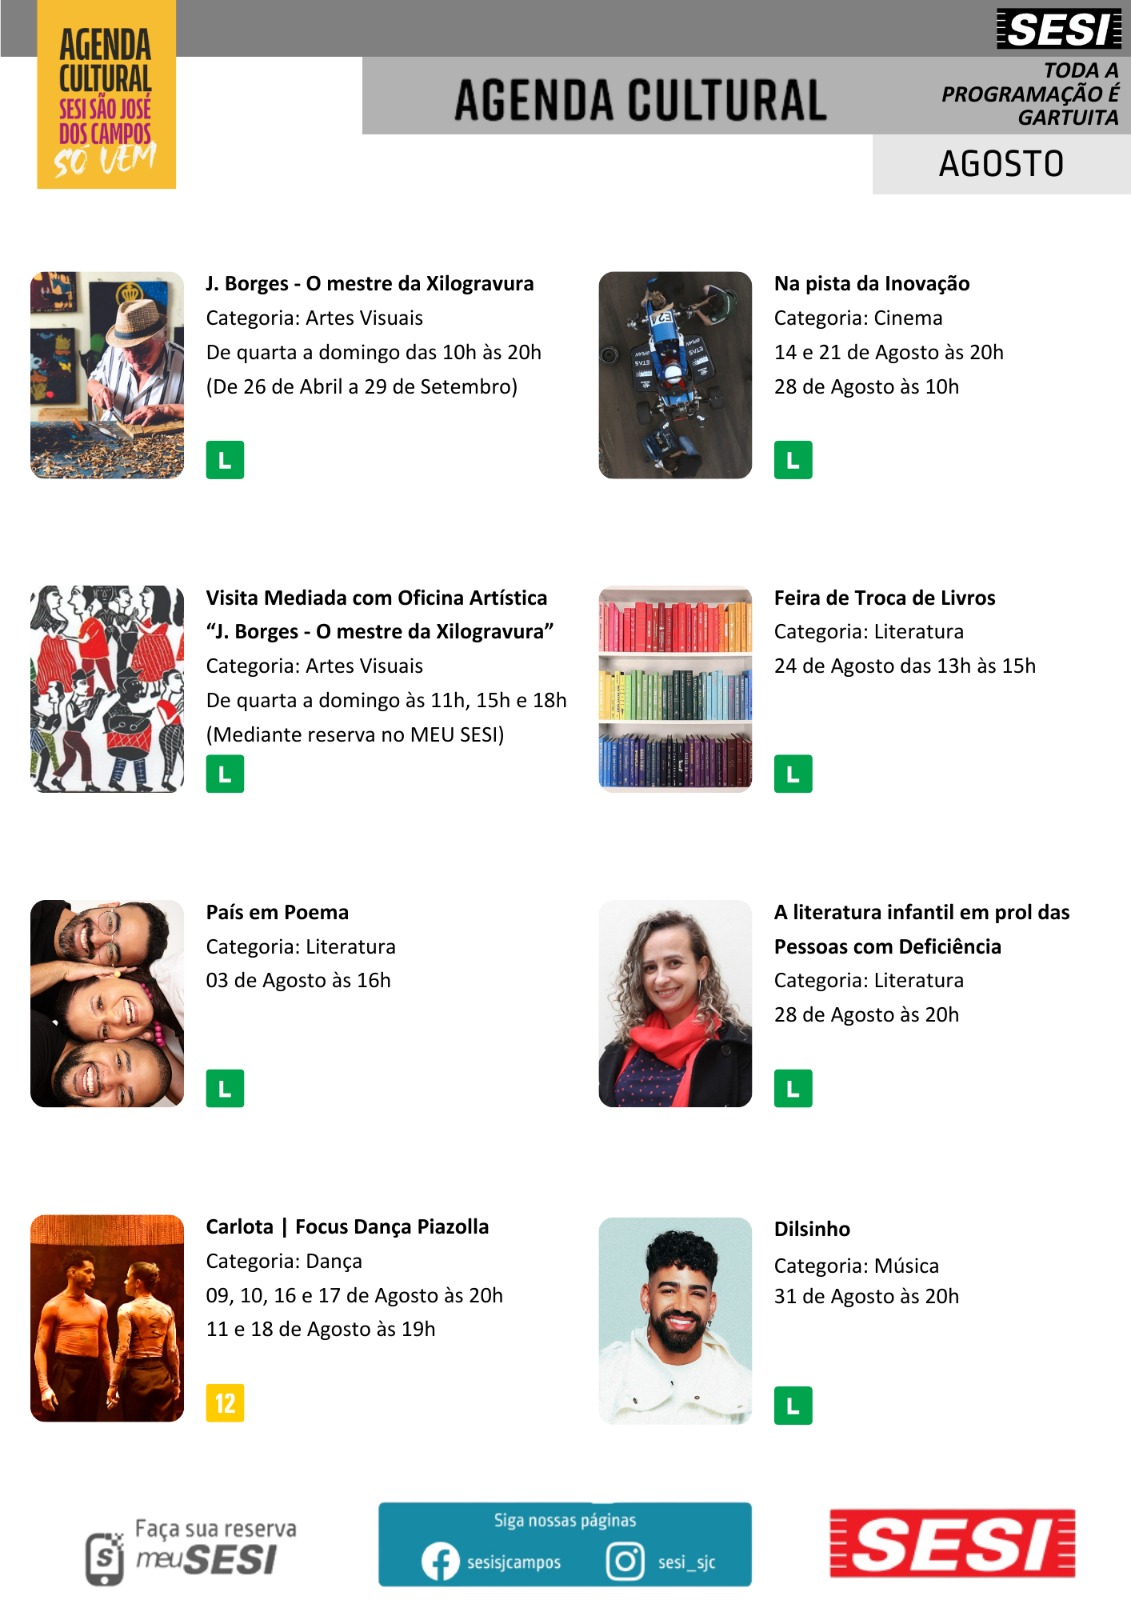 AGENDA
CULTURAL
SESI SÃO JOSÉ
DOS CAMPOS
SÓ VEM
SESI
AGENDA CULTURAL
TODA A
PROGRAMAÇÃO É
GARTUITA
AGOSTO
J. Borges - O mestre da Xilogravura
Categoria: Artes Visuais
De quarta a domingo das 10h às 20h
(De 26 de Abril a 29 de Setembro)
L
Na pista da Inovação
Categoria: Cinema
14 e 21 de Agosto às 20h
28 de Agosto às 10h
L
Visita Mediada com Oficina Artística
“J. Borges - O mestre da Xilogravura”
Categoria: Artes Visuais
De quarta a domingo às 11h, 15h e 18h
(Mediante reserva no MEU SESI)
L
Feira de Troca de Livros
Categoria: Literatura
24 de Agosto das 13h às 15h
L
País em Poema
Categoria: Literatura
03 de Agosto às 16h
L
A literatura infantil em prol das
Pessoas com Deficiência
Categoria: Literatura
28 de Agosto às 20h
L
Carlota | Focus Dança Piazolla
Categoria: Dança
09, 10, 16 e 17 de Agosto às 20h
11 e 18 de Agosto às 19h
12
Dilsinho
Categoria: Música
31 de Agosto às 20h
L
Faça sua reserva
meuSESI
Siga nossas páginas
sesisjcampos
sesi_sjc
SESI